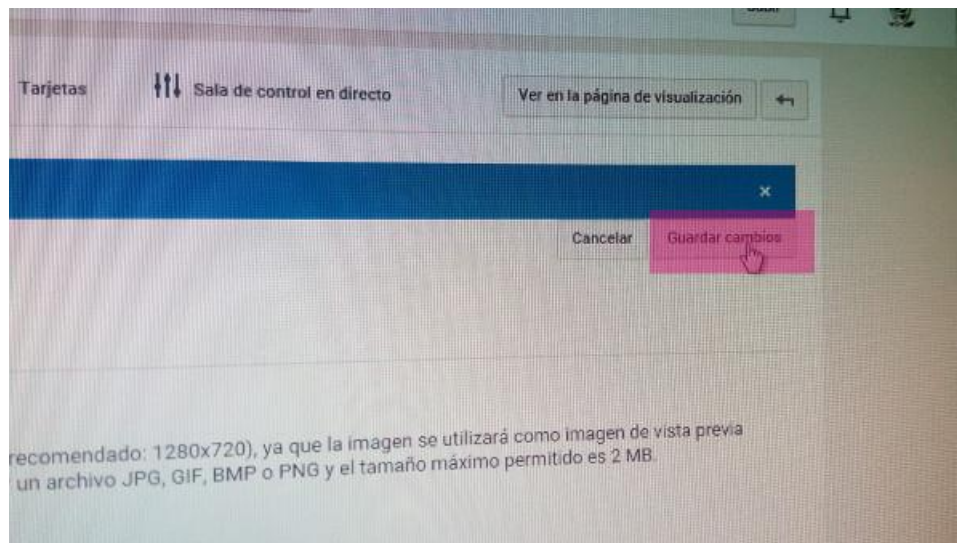 Tarjetas
Sala de control en directo
Ver en la página de visualización
Cancelar
Guardar cambios
recomendado: 1280x720), ya que la imagen se utilizará como imagen de vista previa
un archivo JPG, GIF, BMP o PNG y el tamaño máximo permitido es 2 MB.